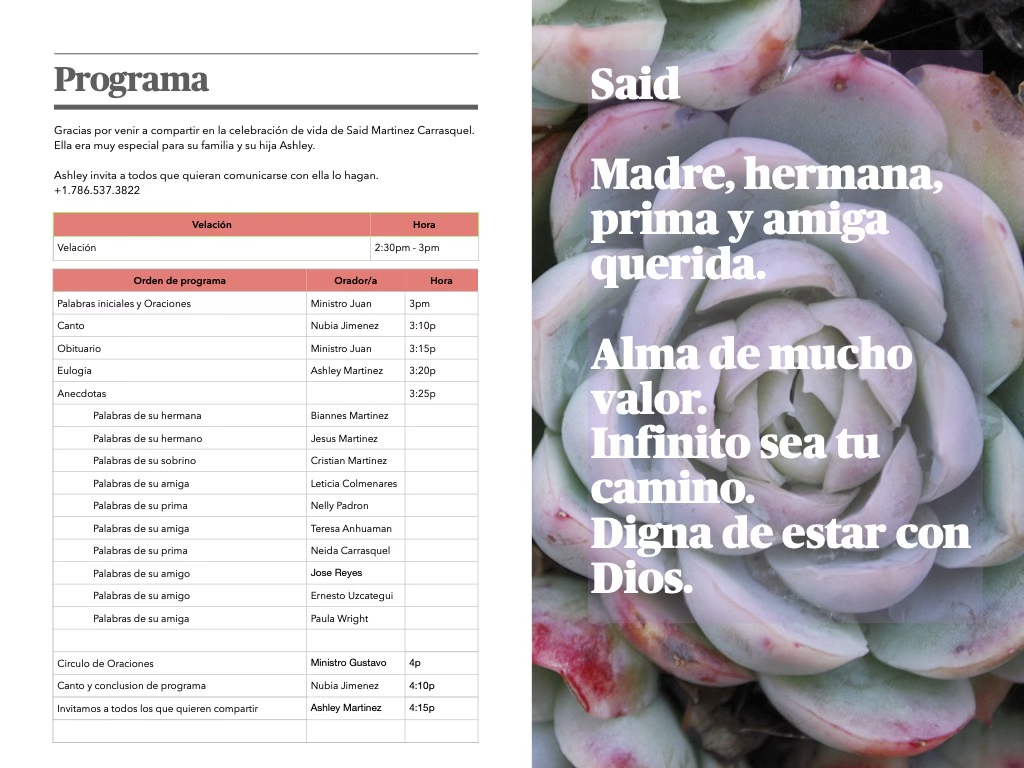 Programa
Gracias por venir a compartir en la celebración de vida de Said Martinez Carrasquel.
Ella era muy especial para su familia y su hija Ashley.
Ashley invita a todos que quieran comunicarse con ella lo hagan.
+1.786.537.3822
Velación Hora
Velación 2:30pm - 3pm
Orden de programa Orador/a Hora
Palabras iniciales y Oraciones Ministro Juan 3pm
Canto Nubia Jimenez 3:10p
Obituario Ministro Juan 3:15p
Eulogia Ashley Martinez 3:20p
Anecdotas 3:25p
Palabras de su hermana Biannes Martinez
Palabras de su hermano Jesus Martinez
Palabras de su sobrino Cristian Martinez
Palabras de su amiga Leticia Colmenares
Palabras de su prima Nelly Padron
Palabras de su amiga Teresa Anhuaman
Palabras de su prima Neida Carrasquel
Palabras de su amigo Jose Reyes
Palabras de su amigo Ernesto Uzcategui
Palabras de su amiga Paula Wright
Circulo de Oraciones Ministro Gustavo 4p
Canto y conclusion de programa Nubia Jimenez 4:10p
Invitamos a todos los que quieren compartir Ashley Martinez 4:15p
Said
Madre, hermana,
prima y amiga
querida.
Alma de mucho
valor.
Infinito sea tu
camino.
Digna de estar con
Dios.